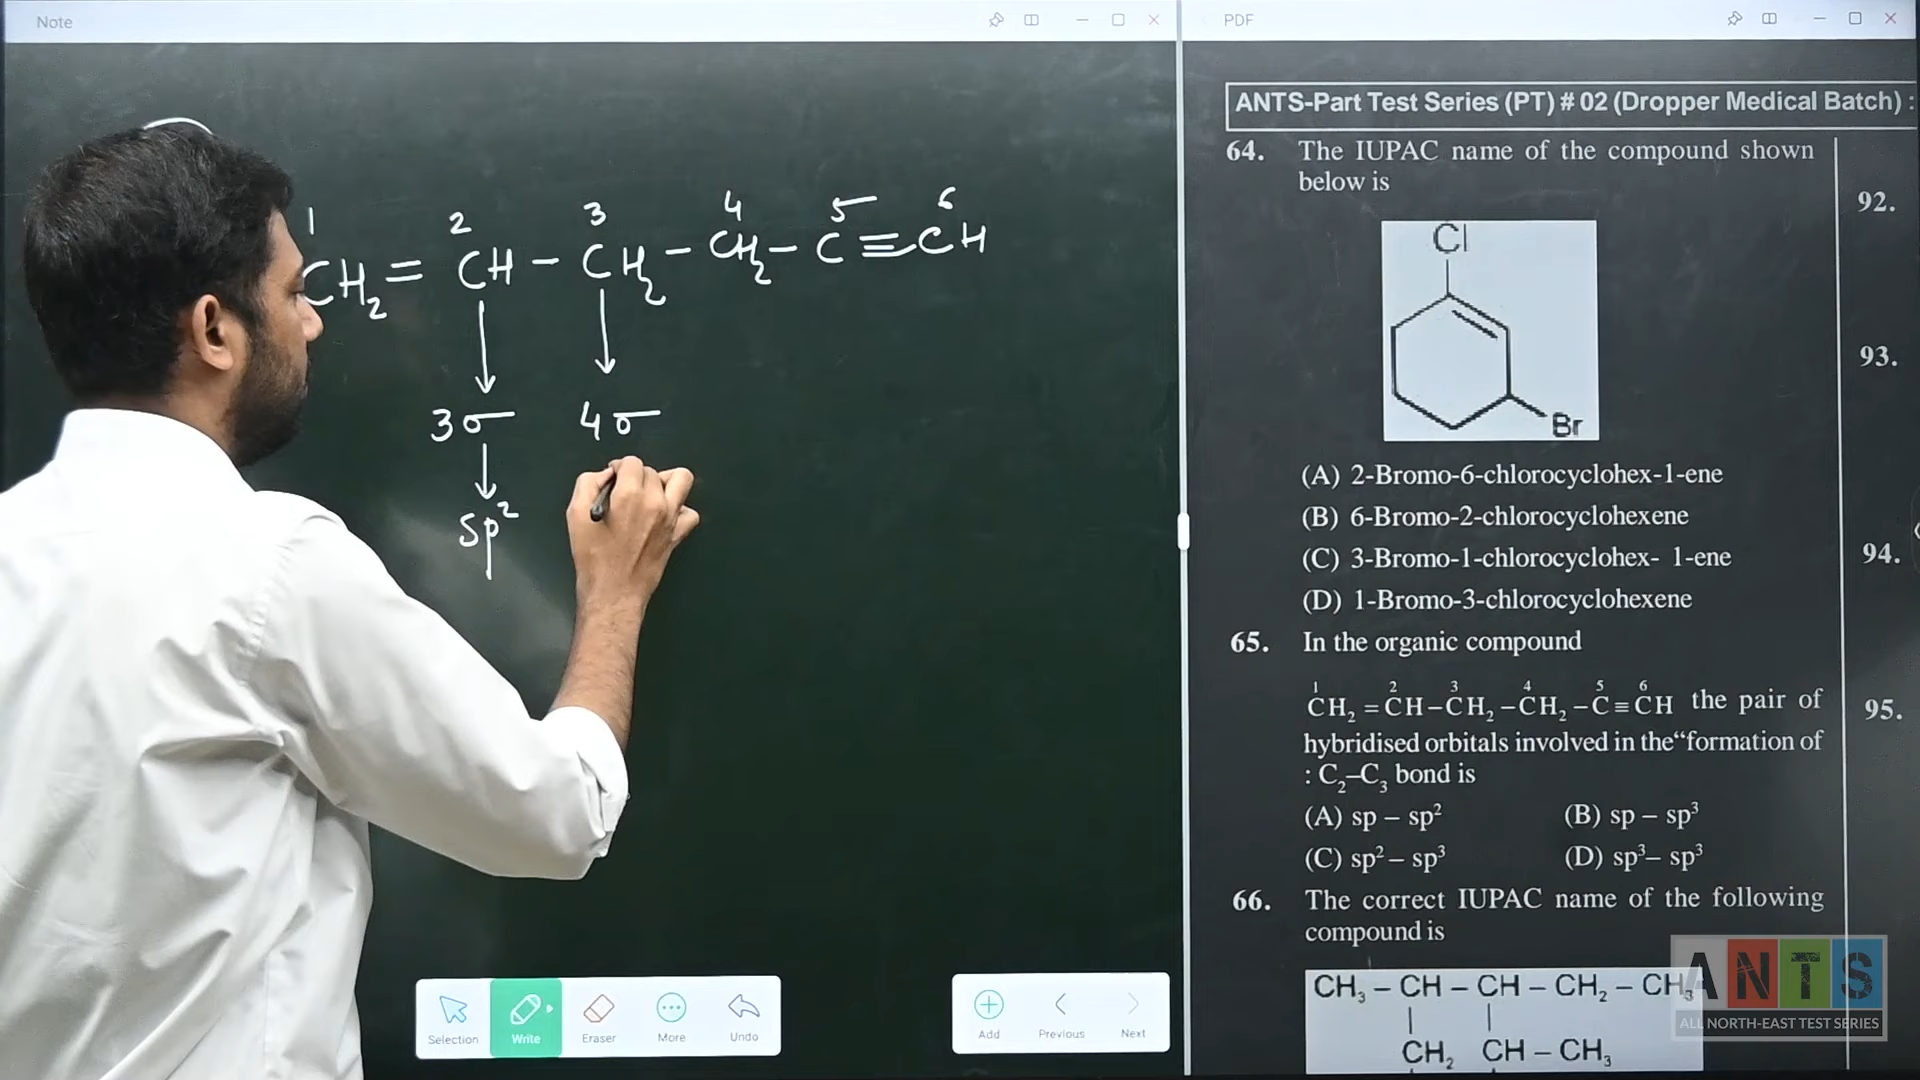 Note
PDF
1 2 3 4 5 6
CH₂ = CH – CH₂ – CH₂ – C ≡ CH
3σ 4σ
sp²
Selection Write Eraser More Undo
Add Previous Next
ANTS-Part Test Series (PT) # 02 (Dropper Medical Batch) :
64. The IUPAC name of the compound shown
below is
Cl
Br
(A) 2-Bromo-6-chlorocyclohex-1-ene
(B) 6-Bromo-2-chlorocyclohexene
(C) 3-Bromo-1-chlorocyclohex- 1-ene
(D) 1-Bromo-3-chlorocyclohexene
65. In the organic compound
1 2 3 4 5 6
CH₂ = CH – CH₂ – CH₂ – C ≡ CH the pair of
hybridised orbitals involved in the“formation of
: C₂–C₃ bond is
(A) sp – sp² (B) sp – sp³
(C) sp² – sp³ (D) sp³– sp³
66. The correct IUPAC name of the following
compound is
CH₃ – CH – CH – CH₂ – CH₃
CH₂ CH – CH₃
92.
93.
94.
95.
ANTS
ALL NORTH-EAST TEST SERIES